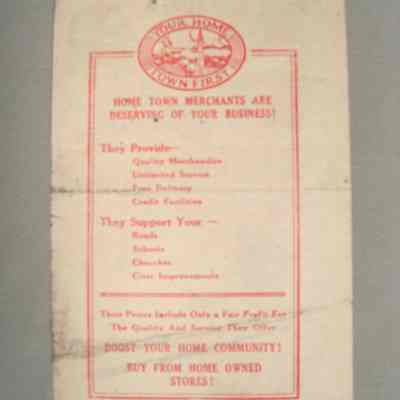 YOUR HOME
TOWN FIRST
HOME TOWN MERCHANTS ARE
DESERVING OF YOUR BUSINESS!
They Provide—
Quality Merchandise
Unlimited Service
Free Delivery
Credit Facilities
They Support Your —
Roads
Schools
Churches
Civic Improvements
Their Prices Include Only a Fair Profit For
The Quality And Service They Offer
BOOST YOUR HOME COMMUNITY!
BUY FROM HOME OWNED
STORES!